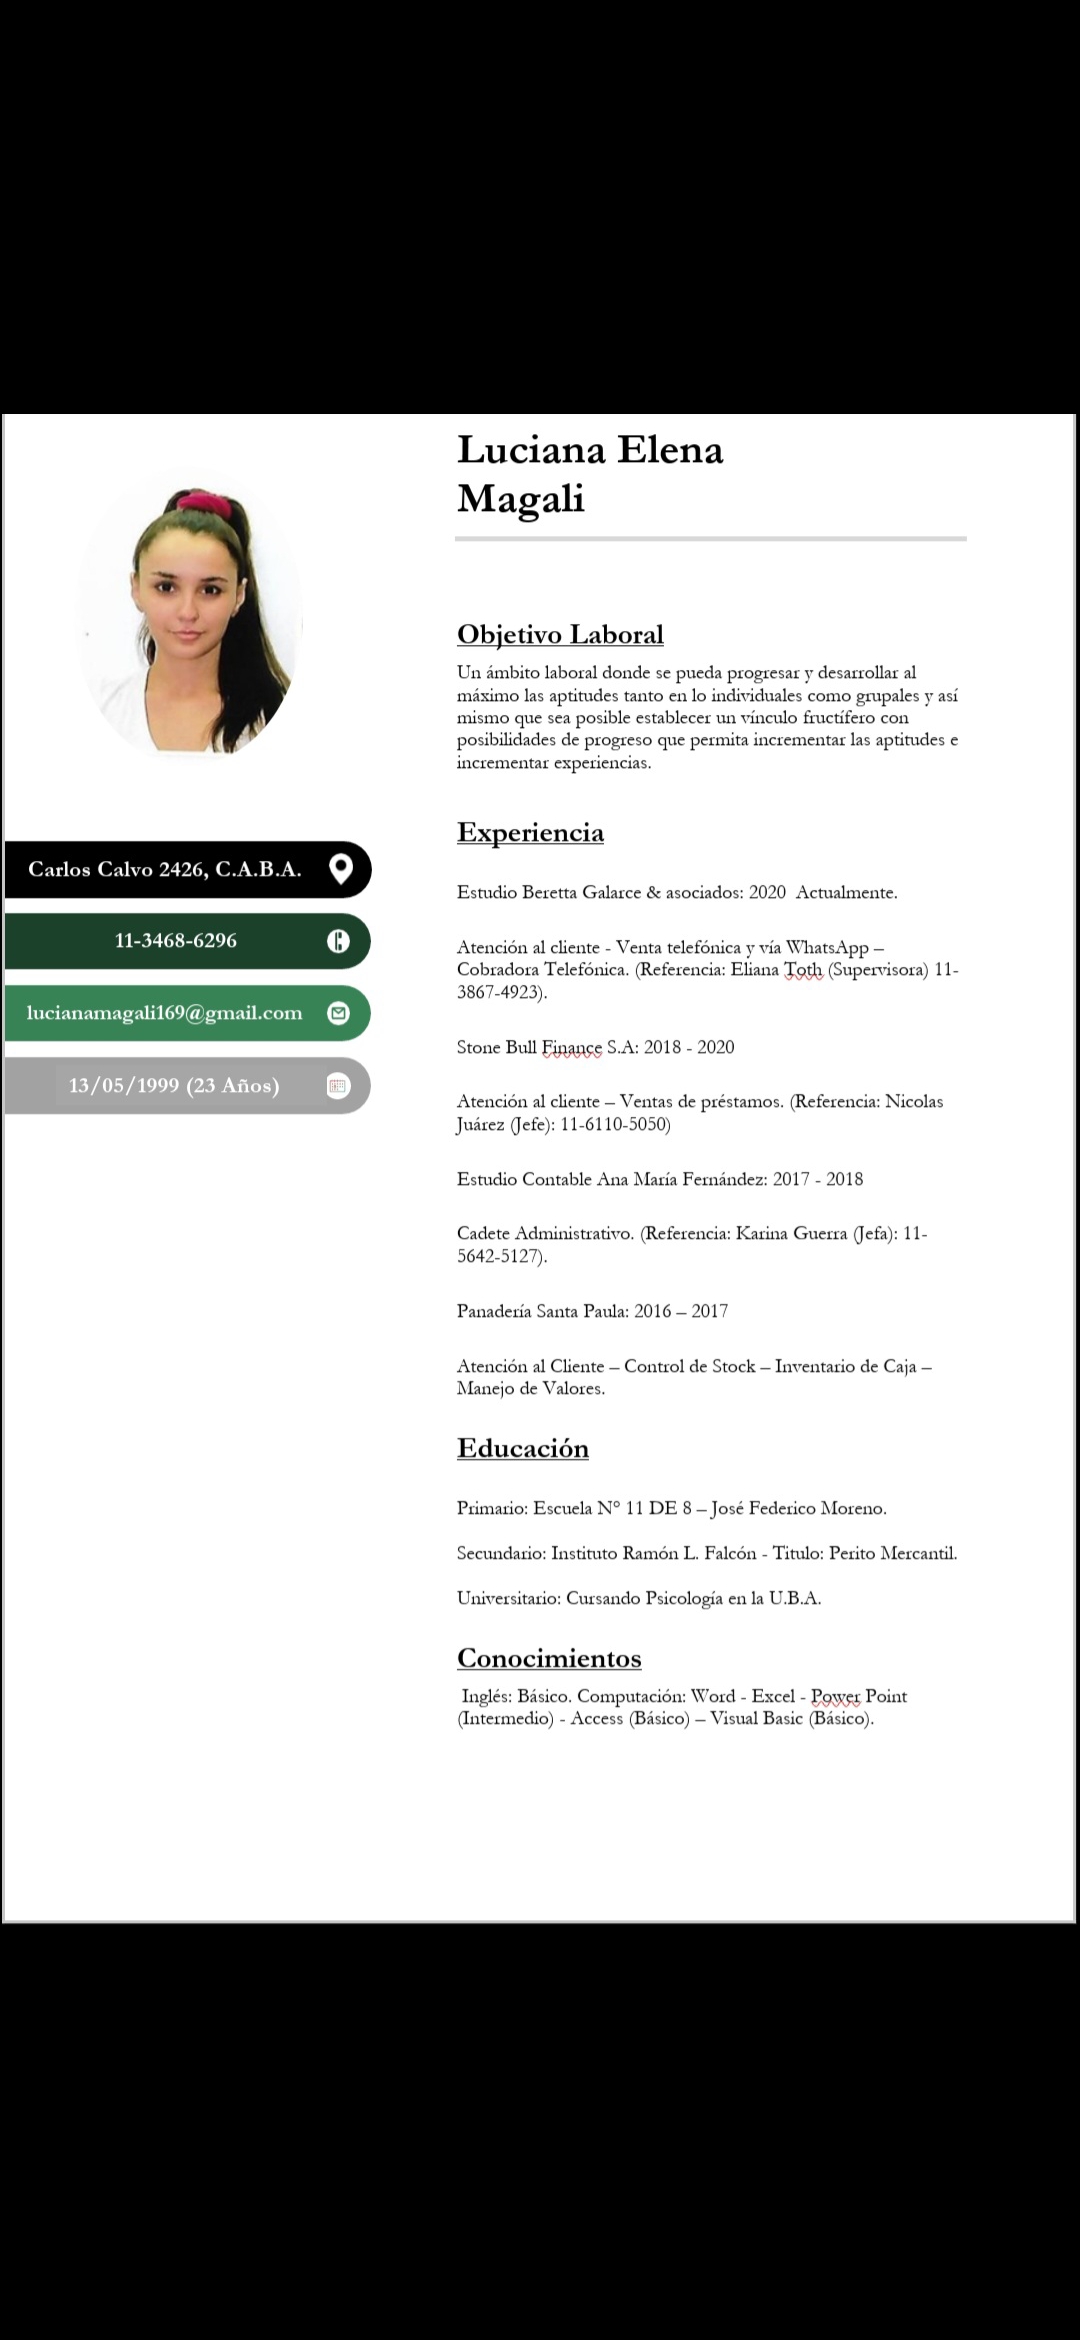 Luciana Elena
Magali
Carlos Calvo 2426, C.A.B.A.
11-3468-6296
lucianamagali169@gmail.com
13/05/1999 (23 Años)
Objetivo Laboral
Un ámbito laboral donde se pueda progresar y desarrollar al
máximo las aptitudes tanto en lo individuales como grupales y así
mismo que sea posible establecer un vínculo fructífero con
posibilidades de progreso que permita incrementar las aptitudes e
incrementar experiencias.
Experiencia
Estudio Beretta Galarce & asociados: 2020  Actualmente.
Atención al cliente - Venta telefónica y vía WhatsApp –
Cobradora Telefónica. (Referencia: Eliana Toth (Supervisora) 11-
3867-4923).
Stone Bull Finance S.A: 2018 - 2020
Atención al cliente – Ventas de préstamos. (Referencia: Nicolas
Juárez (Jefe): 11-6110-5050)
Estudio Contable Ana María Fernández: 2017 - 2018
Cadete Administrativo. (Referencia: Karina Guerra (Jefa): 11-
5642-5127).
Panadería Santa Paula: 2016 – 2017
Atención al Cliente – Control de Stock – Inventario de Caja –
Manejo de Valores.
Educación
Primario: Escuela N° 11 DE 8 – José Federico Moreno.
Secundario: Instituto Ramón L. Falcón - Titulo: Perito Mercantil.
Universitario: Cursando Psicología en la U.B.A.
Conocimientos
Inglés: Básico. Computación: Word - Excel - Power Point
(Intermedio) - Access (Básico) – Visual Basic (Básico).